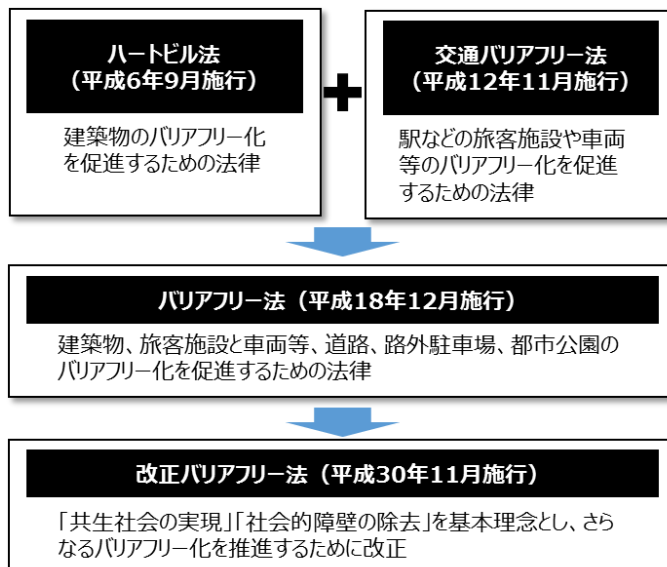 ハートビル法
（平成6年9月施行）
建築物のバリアフリー化
を促進するための法律
交通バリアフリー法
（平成12年11月施行）
駅などの旅客施設や車両
等のバリアフリー化を促進
するための法律
バリアフリー法（平成18年12月施行）
建築物、旅客施設と車両等、道路、路外駐車場、都市公園の
バリアフリー化を促進するための法律
改正バリアフリー法（平成30年11月施行）
「共生社会の実現」「社会的障壁の除去」を基本理念とし、さら
なるバリアフリー化を推進するために改正